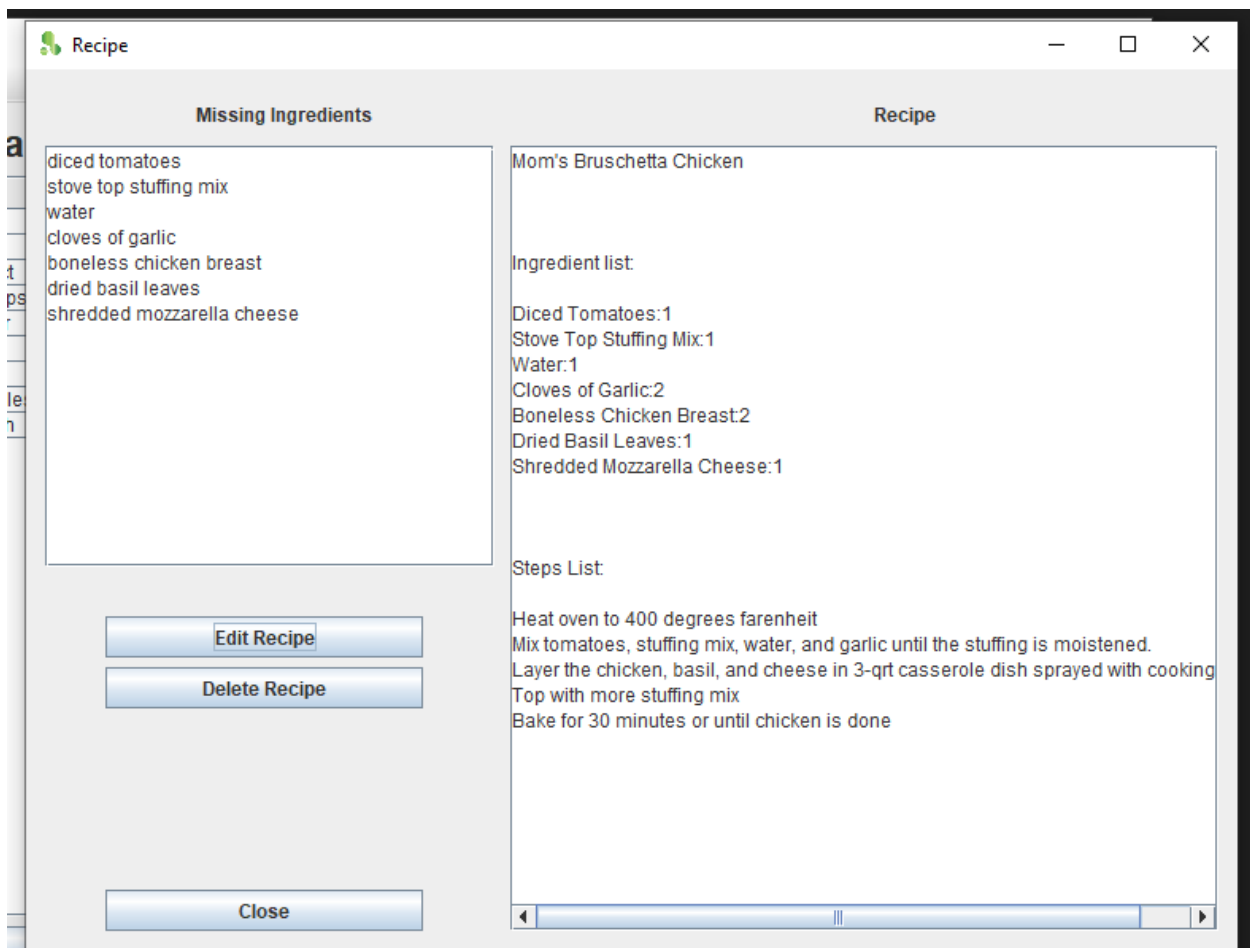 Recipe
Missing Ingredients
diced tomatoes
stove top stuffing mix
water
cloves of garlic
boneless chicken breast
dried basil leaves
shredded mozzarella cheese
Edit Recipe
Delete Recipe
Close
Recipe
Mom's Bruschetta Chicken
Ingredient list:
Diced Tomatoes:1
Stove Top Stuffing Mix:1
Water:1
Cloves of Garlic:2
Boneless Chicken Breast:2
Dried Basil Leaves:1
Shredded Mozzarella Cheese:1
Steps List:
Heat oven to 400 degrees farenheit
Mix tomatoes, stuffing mix, water, and garlic until the stuffing is moistened.
Layer the chicken, basil, and cheese in 3-qrt casserole dish sprayed with cooking
Top with more stuffing mix
Bake for 30 minutes or until chicken is done